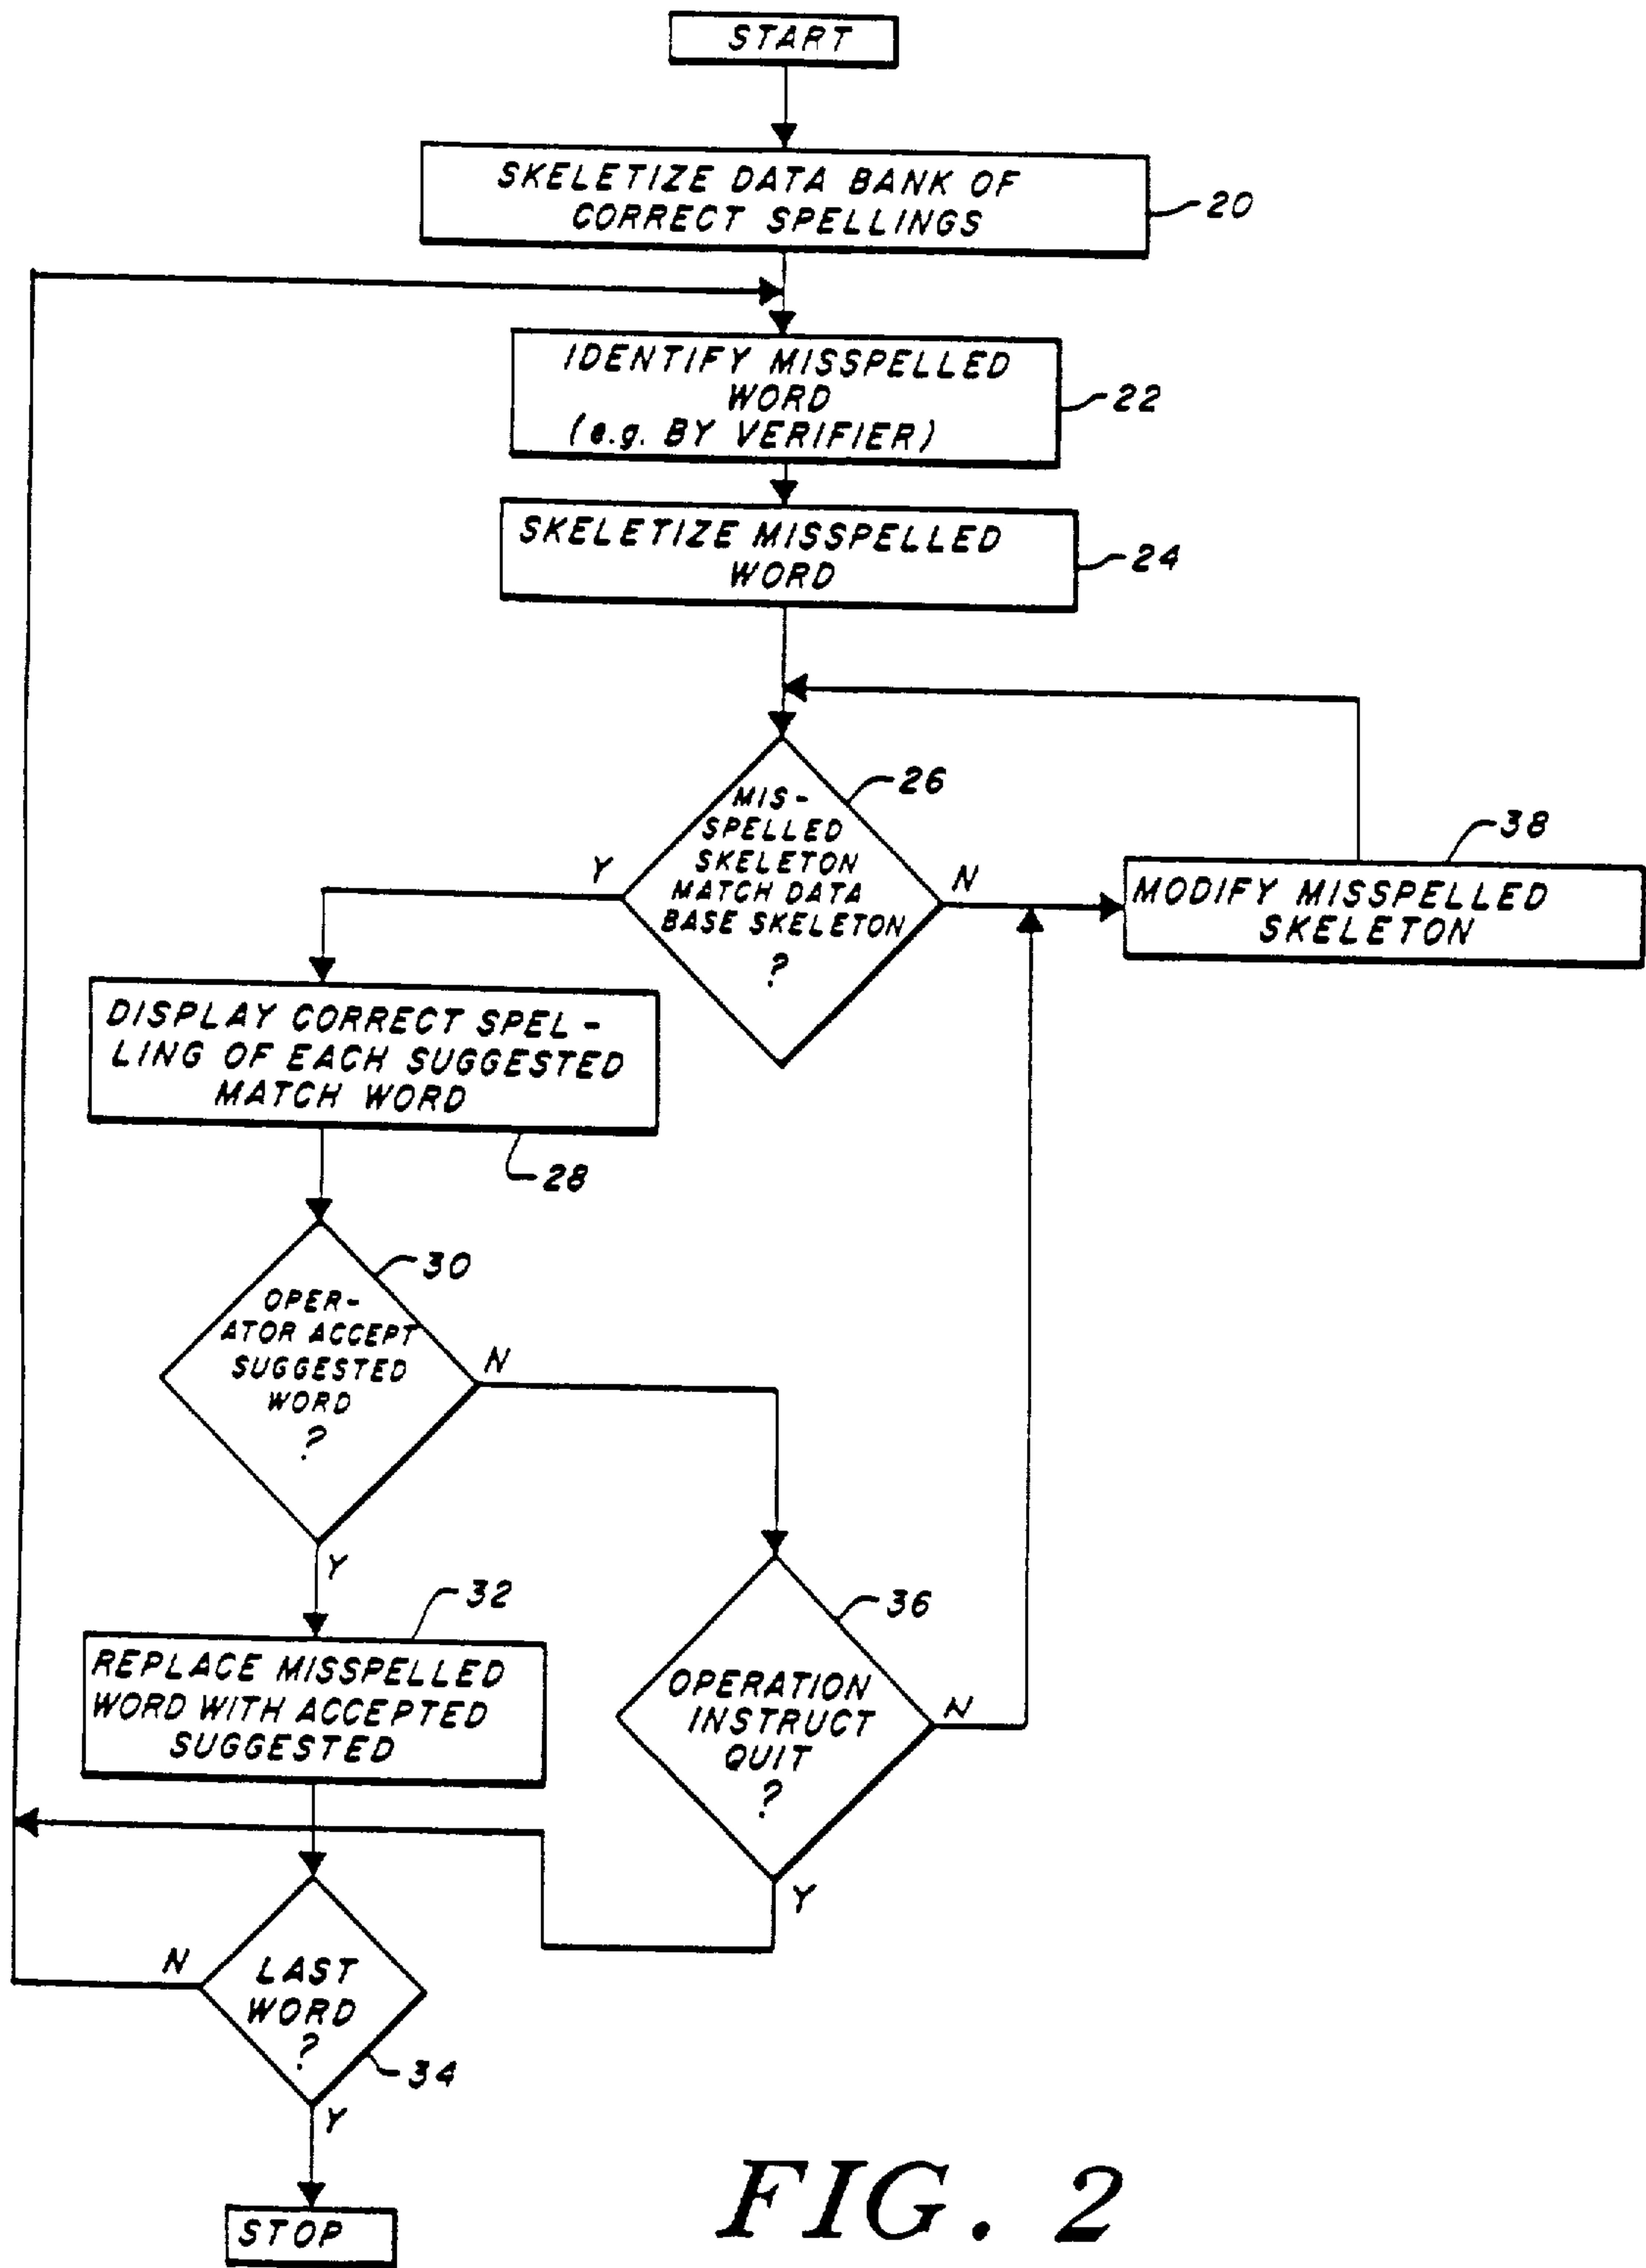 START
SKELETIZE DATA BANK OF
CORRECT SPELLINGS
20
IDENTIFY MISSPELLED
WORD
(e.g. BY VERIFIER)
22
SKELETIZE MISSPELLED
WORD
24
26
MIS-
SPELLED
SKELETON
MATCH DATA
BASE SKELETON
?
Y
N
38
MODIFY MISSPELLED
SKELETON
DISPLAY CORRECT SPEL-
LING OF EACH SUGGESTED
MATCH WORD
28
30
OPER-
ATOR ACCEPT
SUGGESTED
WORD
?
N
Y
32
REPLACE MISSPELLED
WORD WITH ACCEPTED
SUGGESTED
36
OPERATION
INSTRUCT
QUIT
?
N
Y
N
LAST
WORD
?
34
Y
STOP
FIG. 2